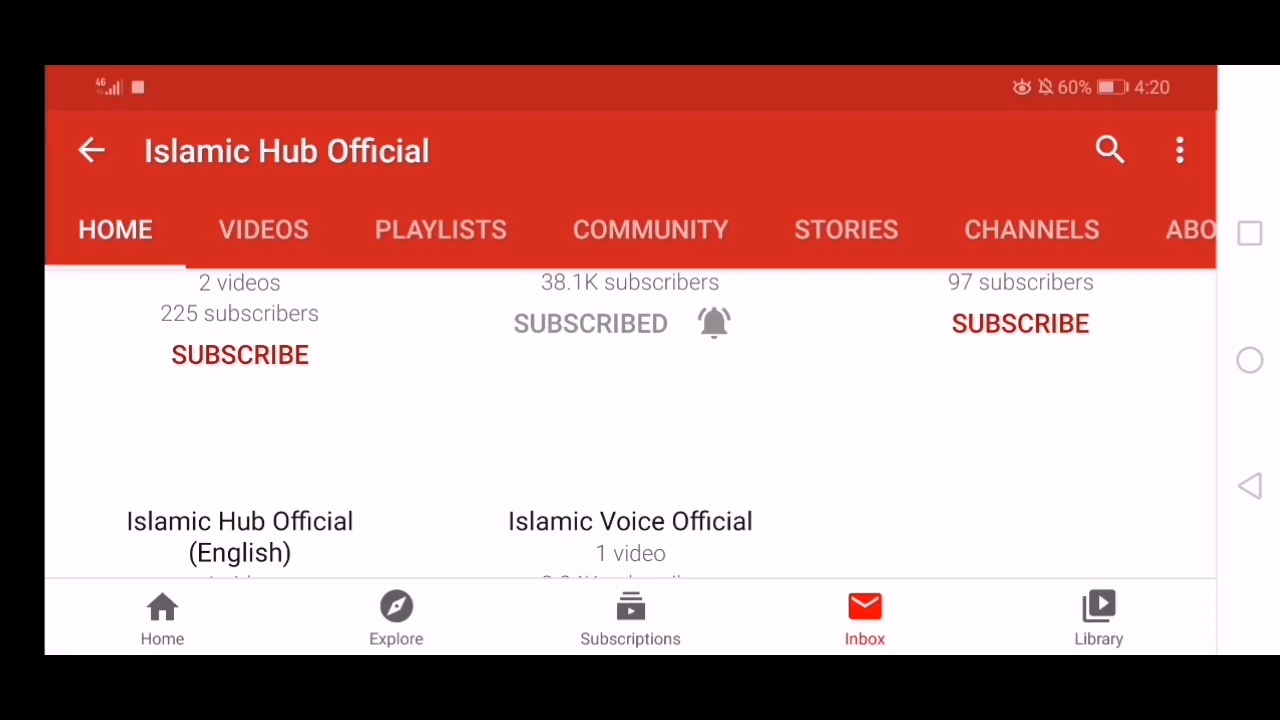 4G 60% 4:20
Islamic Hub Official
HOME VIDEOS PLAYLISTS COMMUNITY STORIES CHANNELS ABO
2 videos 38.1K subscribers 97 subscribers
225 subscribers
SUBSCRIBED SUBSCRIBE
SUBSCRIBE
Islamic Hub Official Islamic Voice Official
(English) 1 video
Home Explore Subscriptions Inbox Library